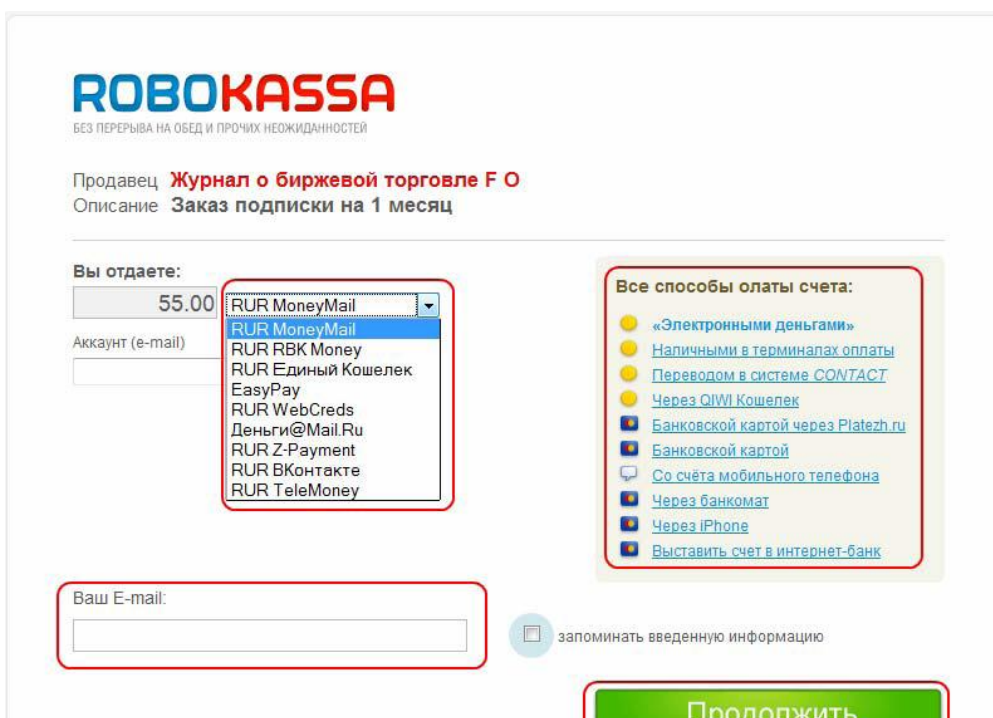 ROBOKASSA
БЕЗ ПЕРЕРЫВА НА ОБЕД И ПРОЧИХ НЕОЖИДАННОСТЕЙ
Продавец Журнал о биржевой торговле F O
Описание Заказ подписки на 1 месяц
Вы отдаете:
55.00 RUR MoneyMail
RUR MoneyMail
RUR RBK Money
RUR Единый Кошелек
EasyPay
RUR WebCreds
Деньги@Mail.Ru
RUR Z-Payment
RUR ВКонтакте
RUR TeleMoney
Аккаунт (e-mail)
Все способы олаты счета:
«Электронными деньгами»
Наличными в терминалах оплаты
Переводом в системе CONTACT
Через QIWI Кошелек
Банковской картой через Platezh.ru
Банковской картой
Со счёта мобильного телефона
Через банкомат
Через iPhone
Выставить счет в интернет-банк
Ваш E-mail:
запоминать введенную информацию
Продолжить